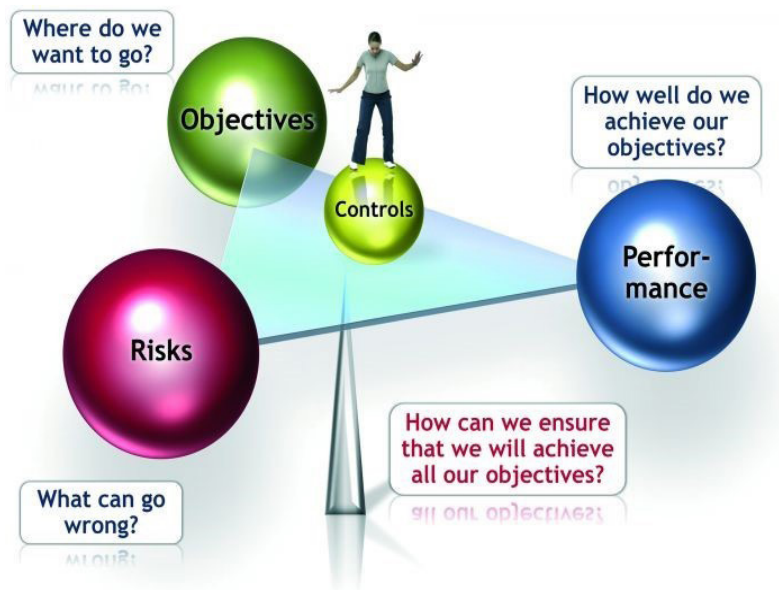 Where do we
want to go?
Objectives
Controls
How well do we
achieve our
objectives?
Perfor-
mance
Risks
How can we ensure
that we will achieve
all our objectives?
What can go
wrong?